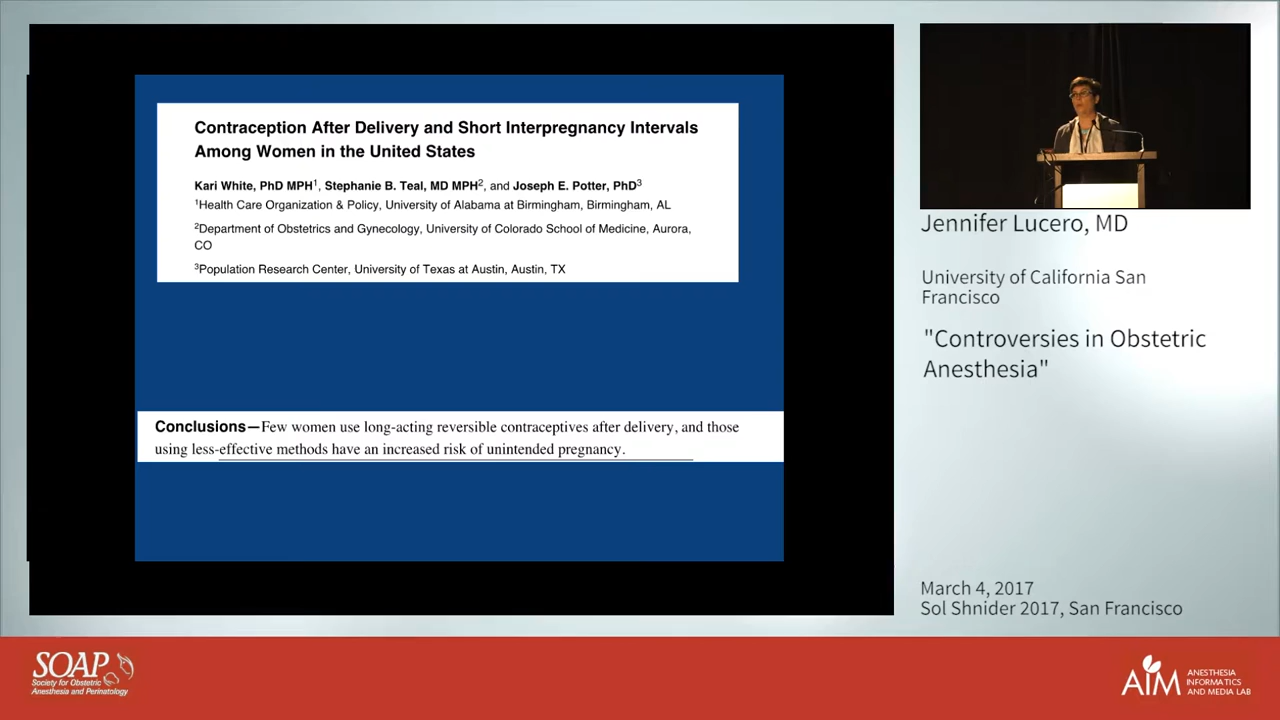 Contraception After Delivery and Short Interpregnancy Intervals
Among Women in the United States
Kari White, PhD MPH1, Stephanie B. Teal, MD MPH2, and Joseph E. Potter, PhD3
1Health Care Organization & Policy, University of Alabama at Birmingham, Birmingham, AL
2Department of Obstetrics and Gynecology, University of Colorado School of Medicine, Aurora,
CO
3Population Research Center, University of Texas at Austin, Austin, TX
Conclusions—Few women use long-acting reversible contraceptives after delivery, and those
using less-effective methods have an increased risk of unintended pregnancy.
Jennifer Lucero, MD
University of California San
Francisco
"Controversies in Obstetric
Anesthesia"
March 4, 2017
Sol Shnider 2017, San Francisco
SOAP
Society for Obstetric
Anesthesia and Perinatology
AIM
ANESTHESIA
INFORMATICS
AND MEDIA LAB